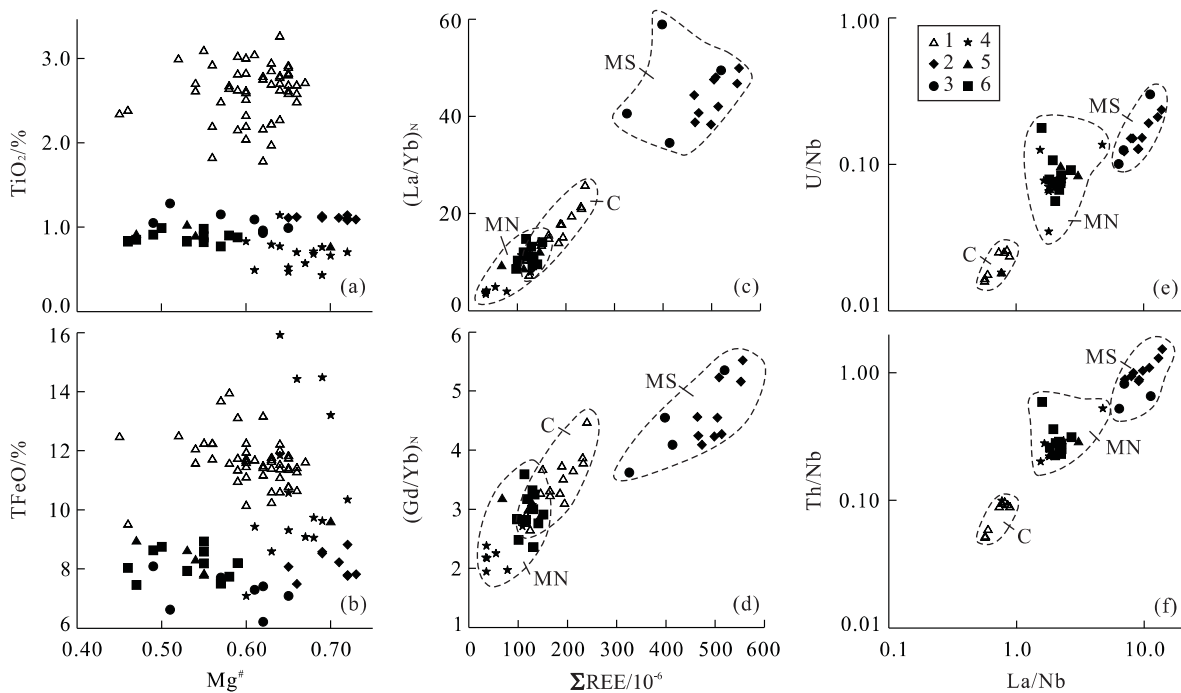 TiO₂/%
3.0
2.0
1.0
0.0
(a)
TFeO/%
16
14
12
10
8
6
(b)
0.40
0.50
0.60
0.70
Mg#
(La/Yb)N
60
40
20
0
MS
MN
C
(c)
(Gd/Yb)N
6
5
4
3
2
1
MS
C
MN
(d)
0
100
200
300
400
500
600
ΣREE/10⁻⁶
U/Nb
1.00
0.10
0.01
1 4
2 5
3 6
MS
MN
C
(e)
Th/Nb
1.00
0.10
0.01
MS
MN
C
(f)
0.1
1.0
10.0
La/Nb